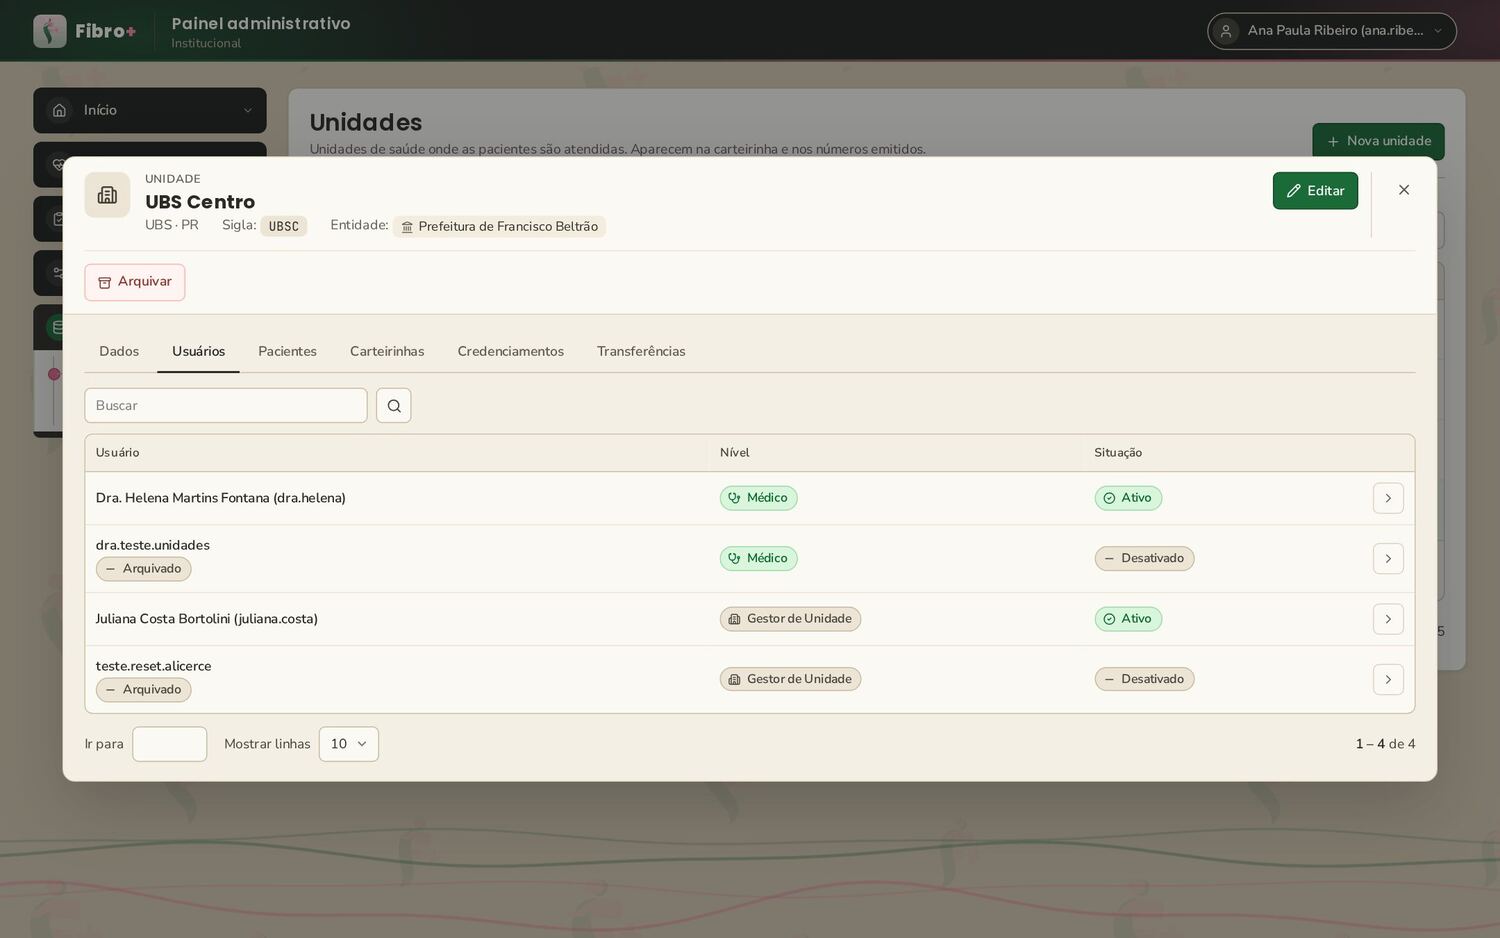 Fibro+
Painel administrativo
Institucional
Ana Paula Ribeiro (ana.ribe...
Início
Unidades
Unidades de saúde onde as pacientes são atendidas. Aparecem na carteirinha e nos números emitidos.
Nova unidade
UNIDADE
UBS Centro
UBS · PR Sigla: UBSC Entidade: Prefeitura de Francisco Beltrão
Editar
Arquivar
Dados Usuários Pacientes Carteirinhas Credenciamentos Transferências
Buscar
Usuário Nível Situação
Dra. Helena Martins Fontana (dra.helena) Médico Ativo
dra.teste.unidades
Arquivado
Médico Desativado
Juliana Costa Bortolini (juliana.costa) Gestor de Unidade Ativo
teste.reset.alicerce
Arquivado
Gestor de Unidade Desativado
Ir para Mostrar linhas 10 1 – 4 de 4
5